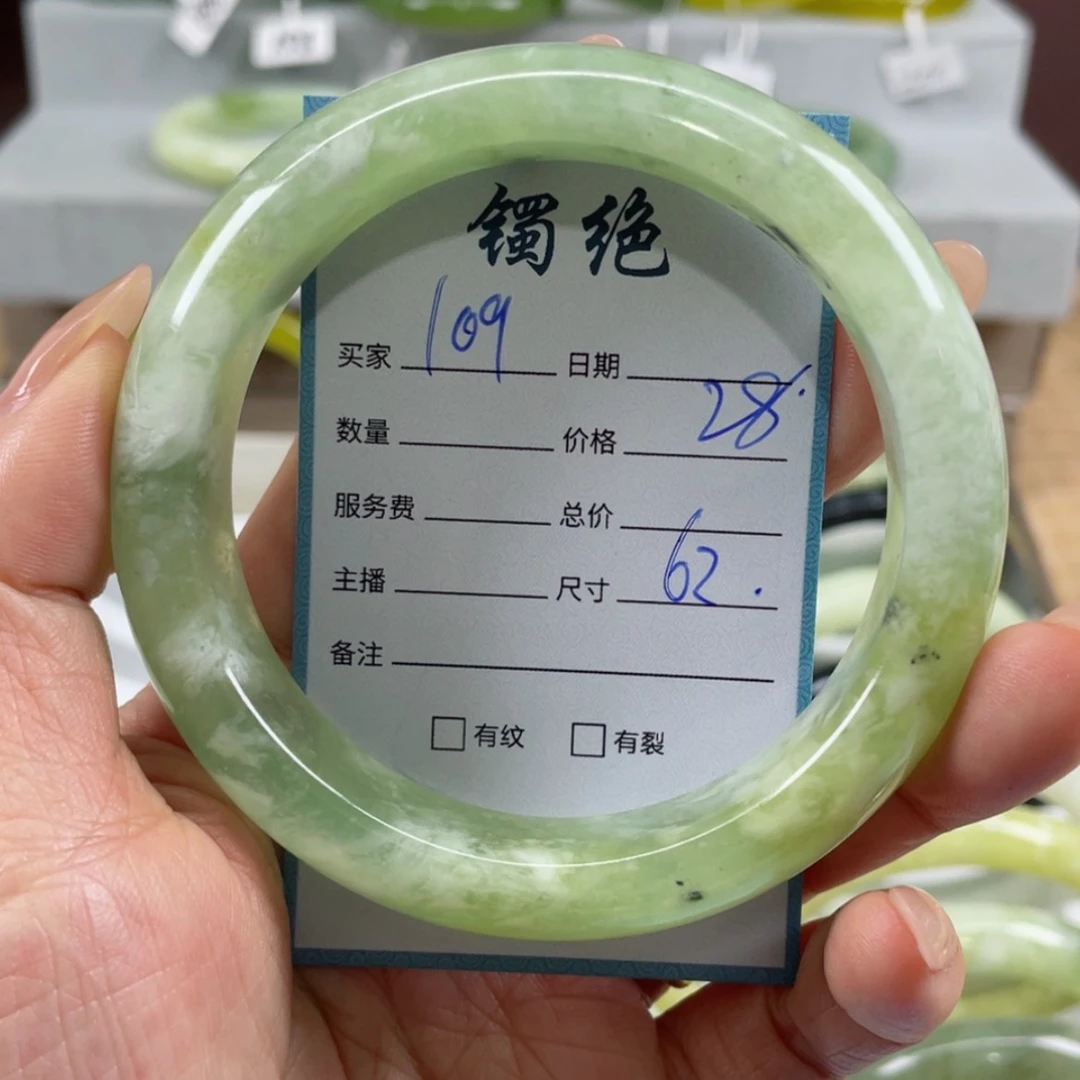 镯绝
买家 109 日期
数量 价格 28.
服务费 总价
主播 尺寸 62.
备注
有纹 有裂